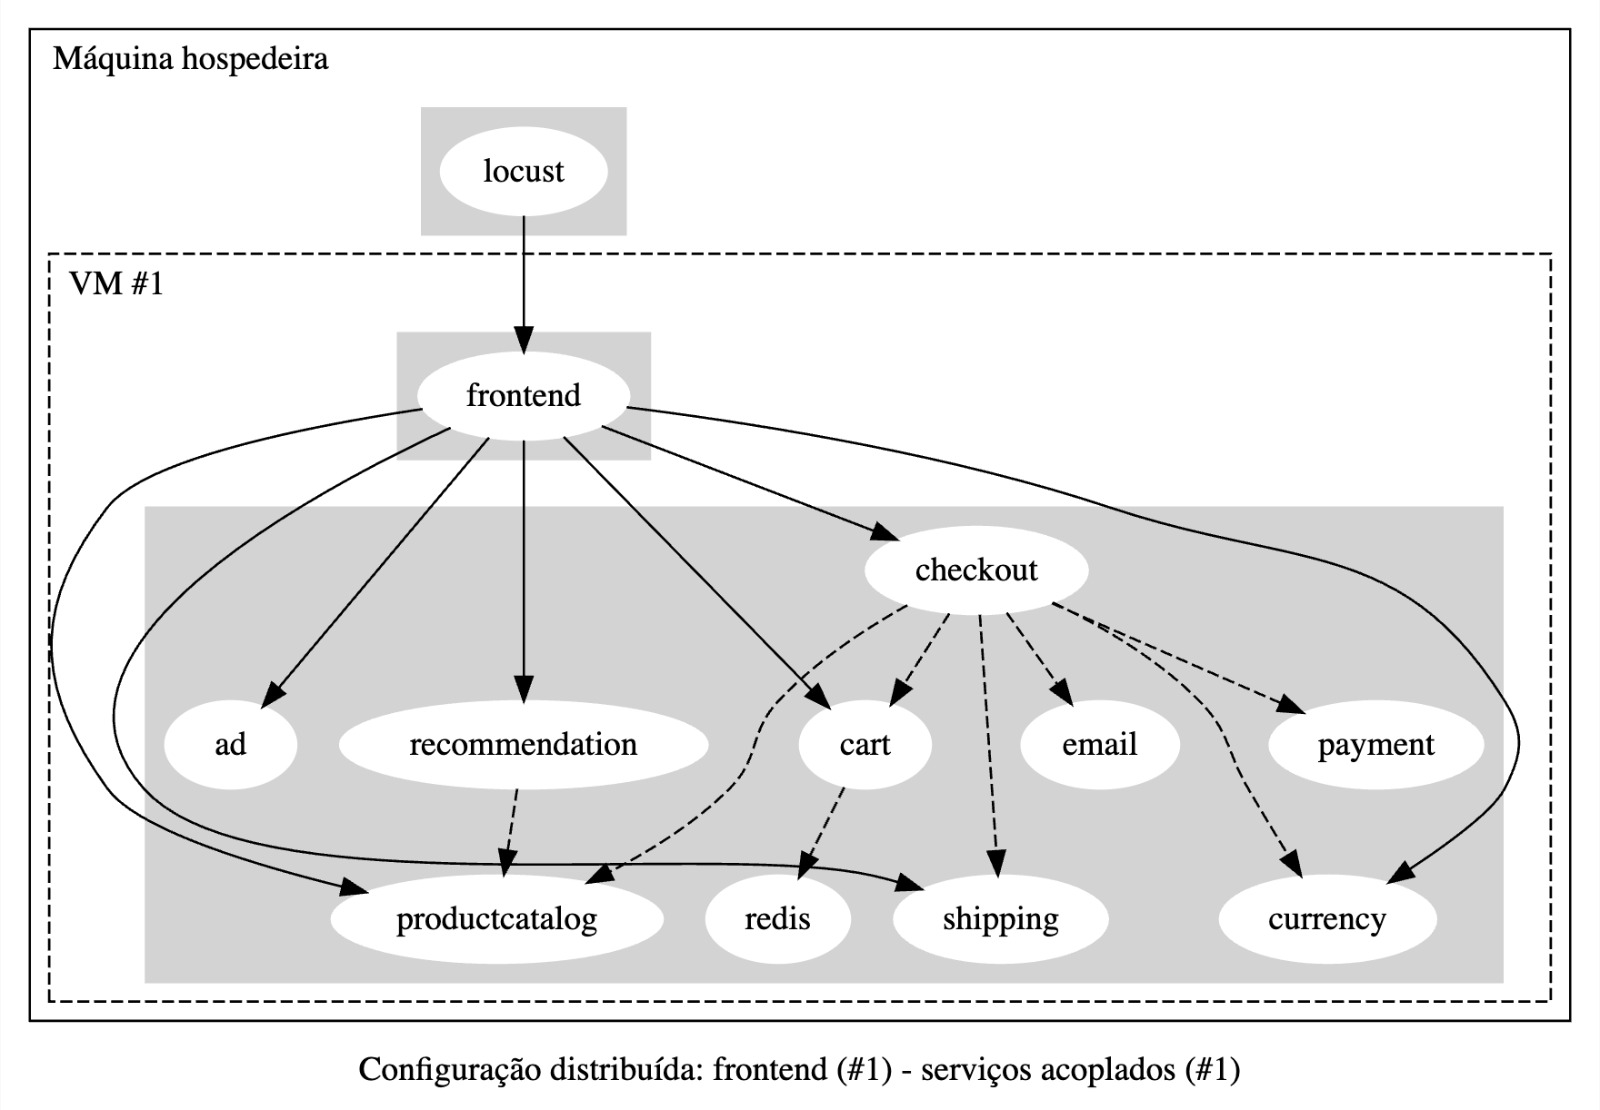 Máquina hospedeira
locust
VM #1
frontend
checkout
ad
recommendation
cart
email
payment
productcatalog
redis
shipping
currency
Configuração distribuída: frontend (#1) - serviços acoplados (#1)